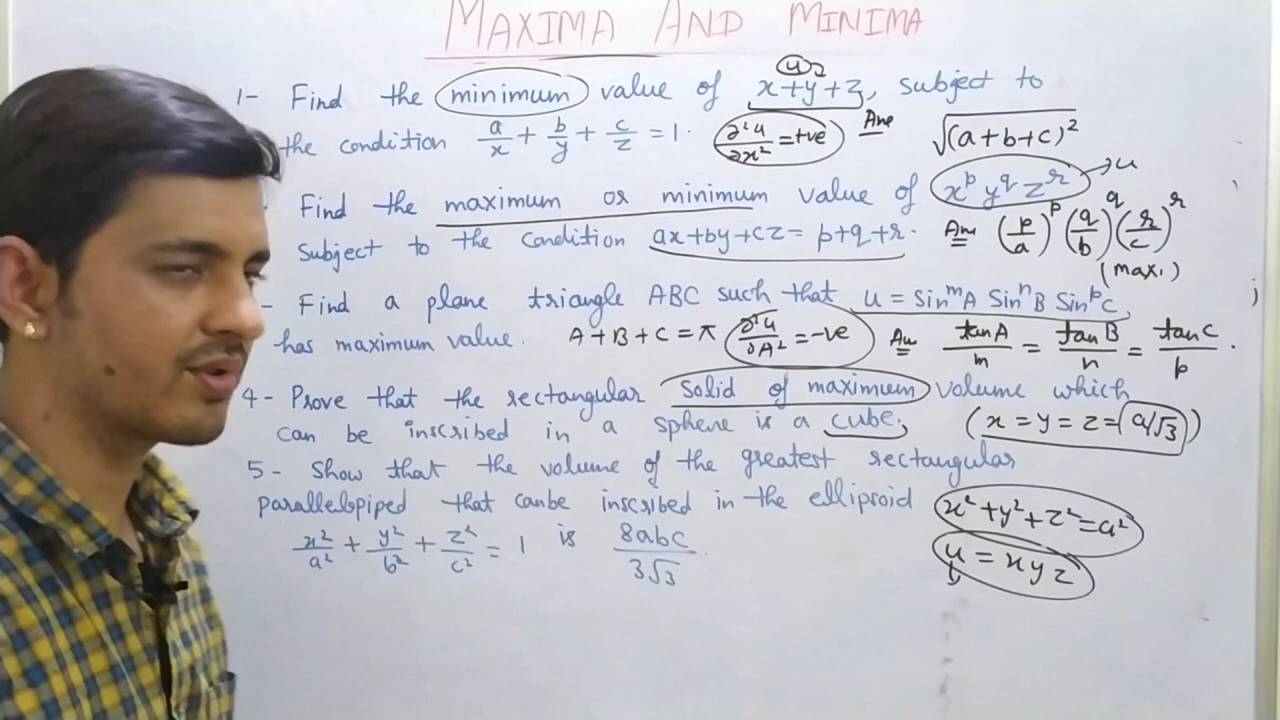 MAXIMA AND MINIMA
u
1- Find the minimum value of x+y+z, subject to
the condition a/x + b/y + c/z = 1. ∂²u/∂x² = +ve Ans √(a+b+c)²
Find the maximum or minimum value of x^p y^q z^r → u
subject to the condition ax+by+cz = p+q+r. Ans (p/a)^p (q/b)^q (r/c)^r
(max.)
- Find a plane triangle ABC such that u = Sin^m A Sin^n B Sin^p C
has maximum value. A+B+C = π ∂²u/∂A² = -ve An tanA/m = tanB/n = tanC/p .
4- Prove that the rectangular solid of maximum volume which
can be inscribed in a sphere is a cube. (x = y = z = a/√3)
5- Show that the volume of the greatest rectangular
parallelopiped that canbe inscribed in the elliproid x²+y²+z²=a²
x²/a² + y²/b² + z²/c² = 1 is 8abc/3√3 . u = xyz